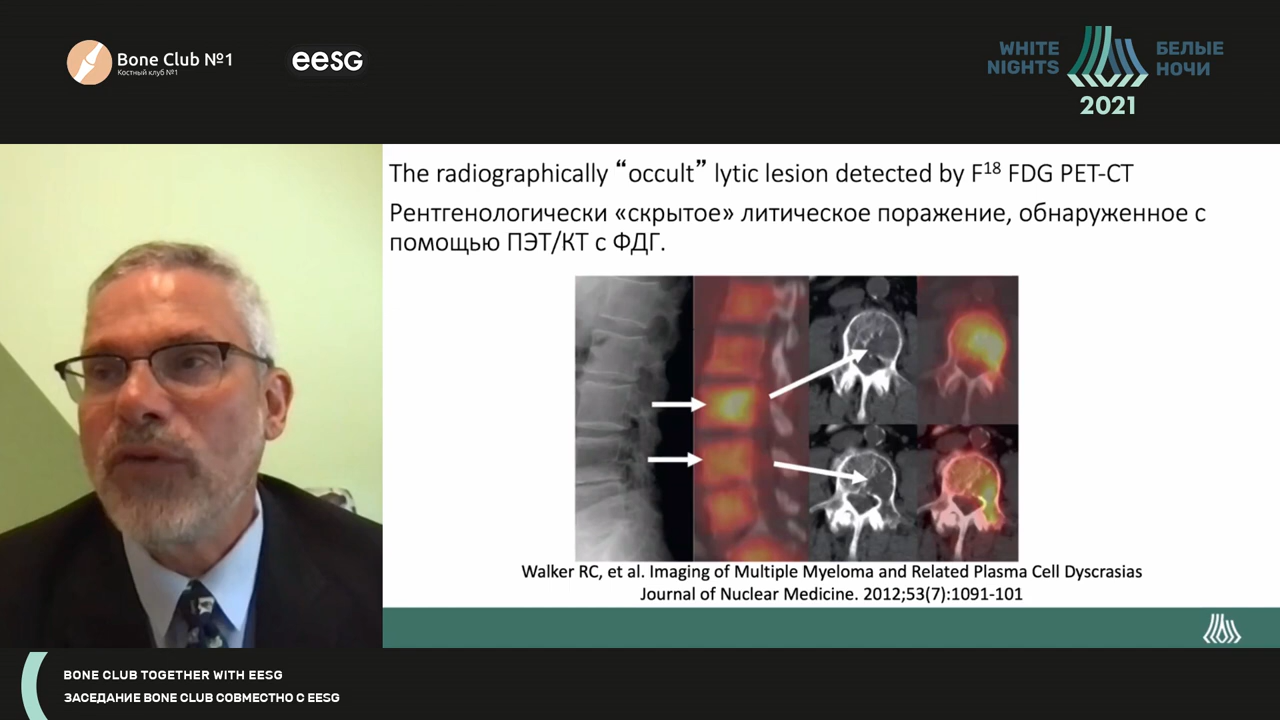 Bone Club №1
Костный клуб №1
eesg
WHITE
NIGHTS
БЕЛЫЕ
НОЧИ
2021
The radiographically “occult” lytic lesion detected by F18 FDG PET-CT
Рентгенологически «скрытое» литическое поражение, обнаруженное с
помощью ПЭТ/КТ с ФДГ.
Walker RC, et al. Imaging of Multiple Myeloma and Related Plasma Cell Dyscrasias
Journal of Nuclear Medicine. 2012;53(7):1091-101
BONE CLUB TOGETHER WITH EESG
ЗАСЕДАНИЕ BONE CLUB СОВМЕСТНО С EESG